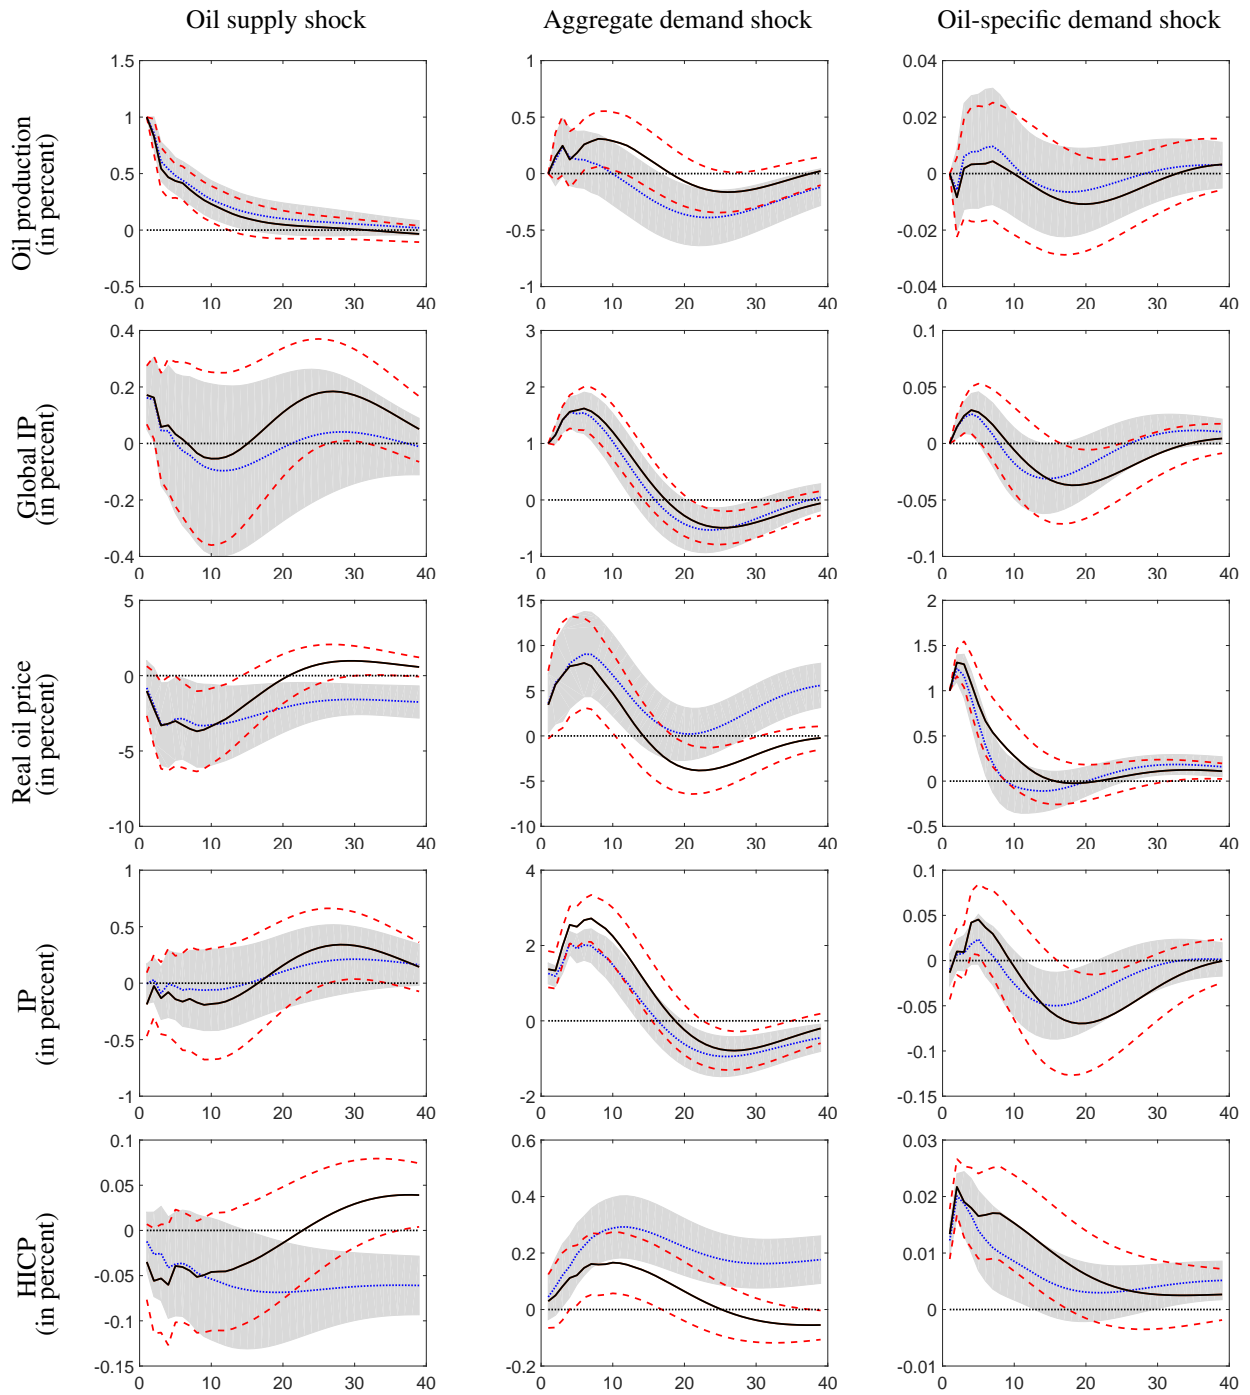 Oil supply shock
Aggregate demand shock
Oil-specific demand shock
Oil production
(in percent)
1.5
1
0.5
0
-0.5
0 10 20 30 40
1
0.5
0
-0.5
-1
0 10 20 30 40
0.04
0.02
0
-0.02
-0.04
0 10 20 30 40
Global IP
(in percent)
0.4
0.2
0
-0.2
-0.4
0 10 20 30 40
3
2
1
0
-1
0 10 20 30 40
0.1
0.05
0
-0.05
-0.1
0 10 20 30 40
Real oil price
(in percent)
5
0
-5
-10
0 10 20 30 40
15
10
5
0
-5
-10
0 10 20 30 40
2
1.5
1
0.5
0
-0.5
0 10 20 30 40
IP
(in percent)
1
0.5
0
-0.5
-1
0 10 20 30 40
4
2
0
-2
0 10 20 30 40
0.1
0.05
0
-0.05
-0.1
-0.15
0 10 20 30 40
HICP
(in percent)
0.1
0.05
0
-0.05
-0.1
-0.15
0 10 20 30 40
0.6
0.4
0.2
0
-0.2
0 10 20 30 40
0.03
0.02
0.01
0
-0.01
0 10 20 30 40